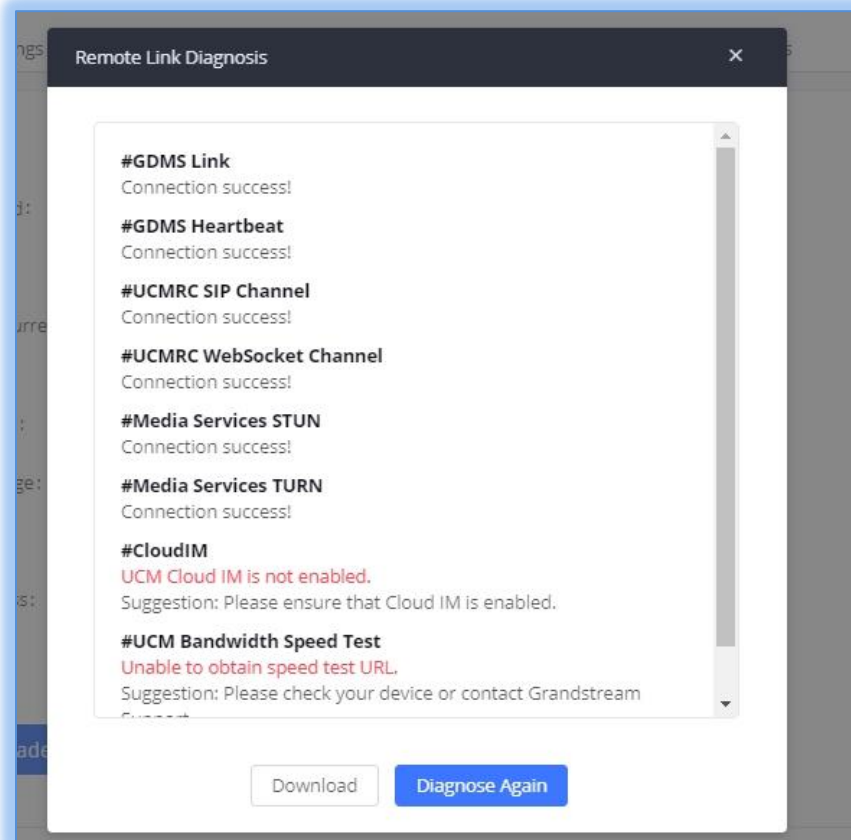 ngs
Remote Link Diagnosis
#GDMS Link
Connection success!
#GDMS Heartbeat
Connection success!
#UCMRC SIP Channel
Connection success!
#UCMRC WebSocket Channel
Connection success!
#Media Services STUN
Connection success!
#Media Services TURN
Connection success!
#CloudIM
UCM Cloud IM is not enabled.
Suggestion: Please ensure that Cloud IM is enabled.
#UCM Bandwidth Speed Test
Unable to obtain speed test URL.
Suggestion: Please check your device or contact Grandstream
Download
Diagnose Again